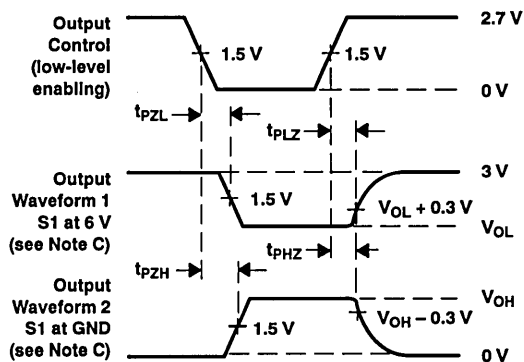 Output
Control
(low-level
enabling)
1.5 V
1.5 V
2.7 V
0 V
tPZL
tPLZ
Output
Waveform 1
S1 at 6 V
(see Note C)
1.5 V
3 V
VOL + 0.3 V
VOL
tPHZ
tPZH
Output
Waveform 2
S1 at GND
(see Note C)
1.5 V
VOH
VOH – 0.3 V
0 V